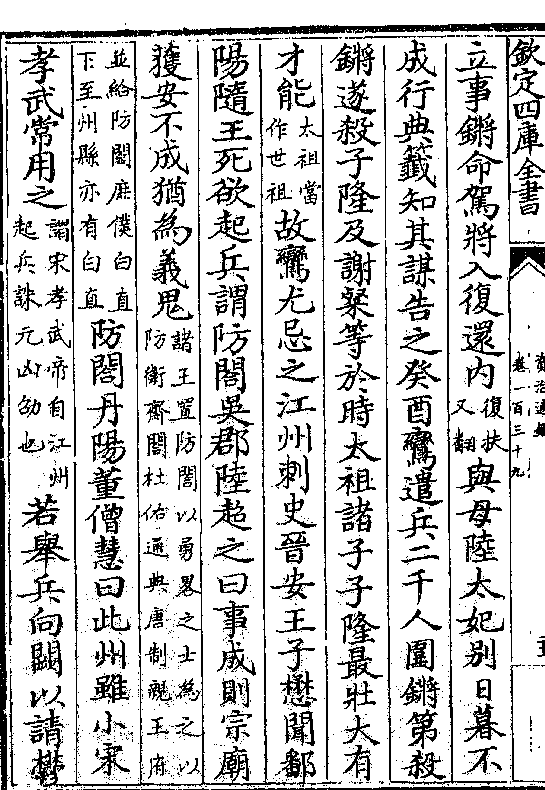 欽定四庫全書
資治通鑑
卷一百三十九
立事鏘命駕將入復還内復扶又翻與母陸太妃别日暮不
成行典籖知其謀告之癸酉鸞遣兵二千人圍鏘第殺
鏘遂殺子隆及謝粲等於時太祖諸子子隆最壯大有
才能太祖當作世祖故鸞尤忌之江州刺史晉安王子懋聞鄱
陽隨王死欲起兵謂防閤吳郡陸超之曰事成則宗廟
獲安不成猶為義鬼諸王置防閤以勇畧之士為之以防衛齋閤杜佑通典唐制親王府
並給防閤庶僕白直下至州縣亦有白直防閤丹陽董僧慧曰此州雖小宋
孝武常用之謂宋孝武帝自江州起兵誅元凶劭也若舉兵向闕以請欝